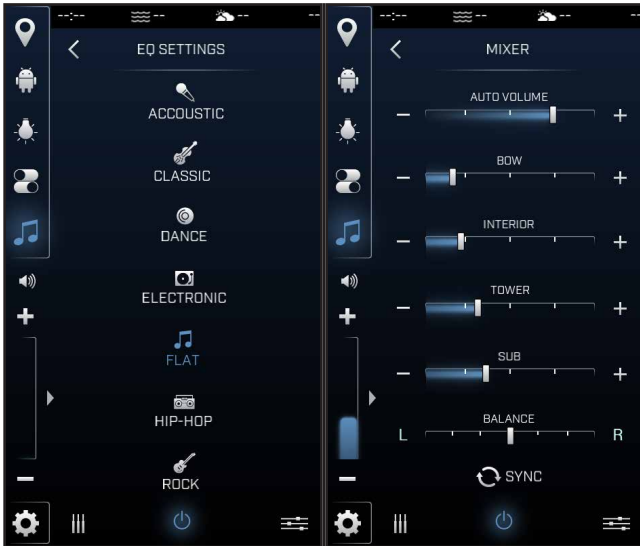 --:-- -- --
EQ SETTINGS
ACCOUSTIC
CLASSIC
DANCE
ELECTRONIC
FLAT
HIP-HOP
ROCK
--:-- -- --
MIXER
AUTO VOLUME
- +
BOW
- +
INTERIOR
- +
TOWER
- +
SUB
- +
BALANCE
L R
SYNC